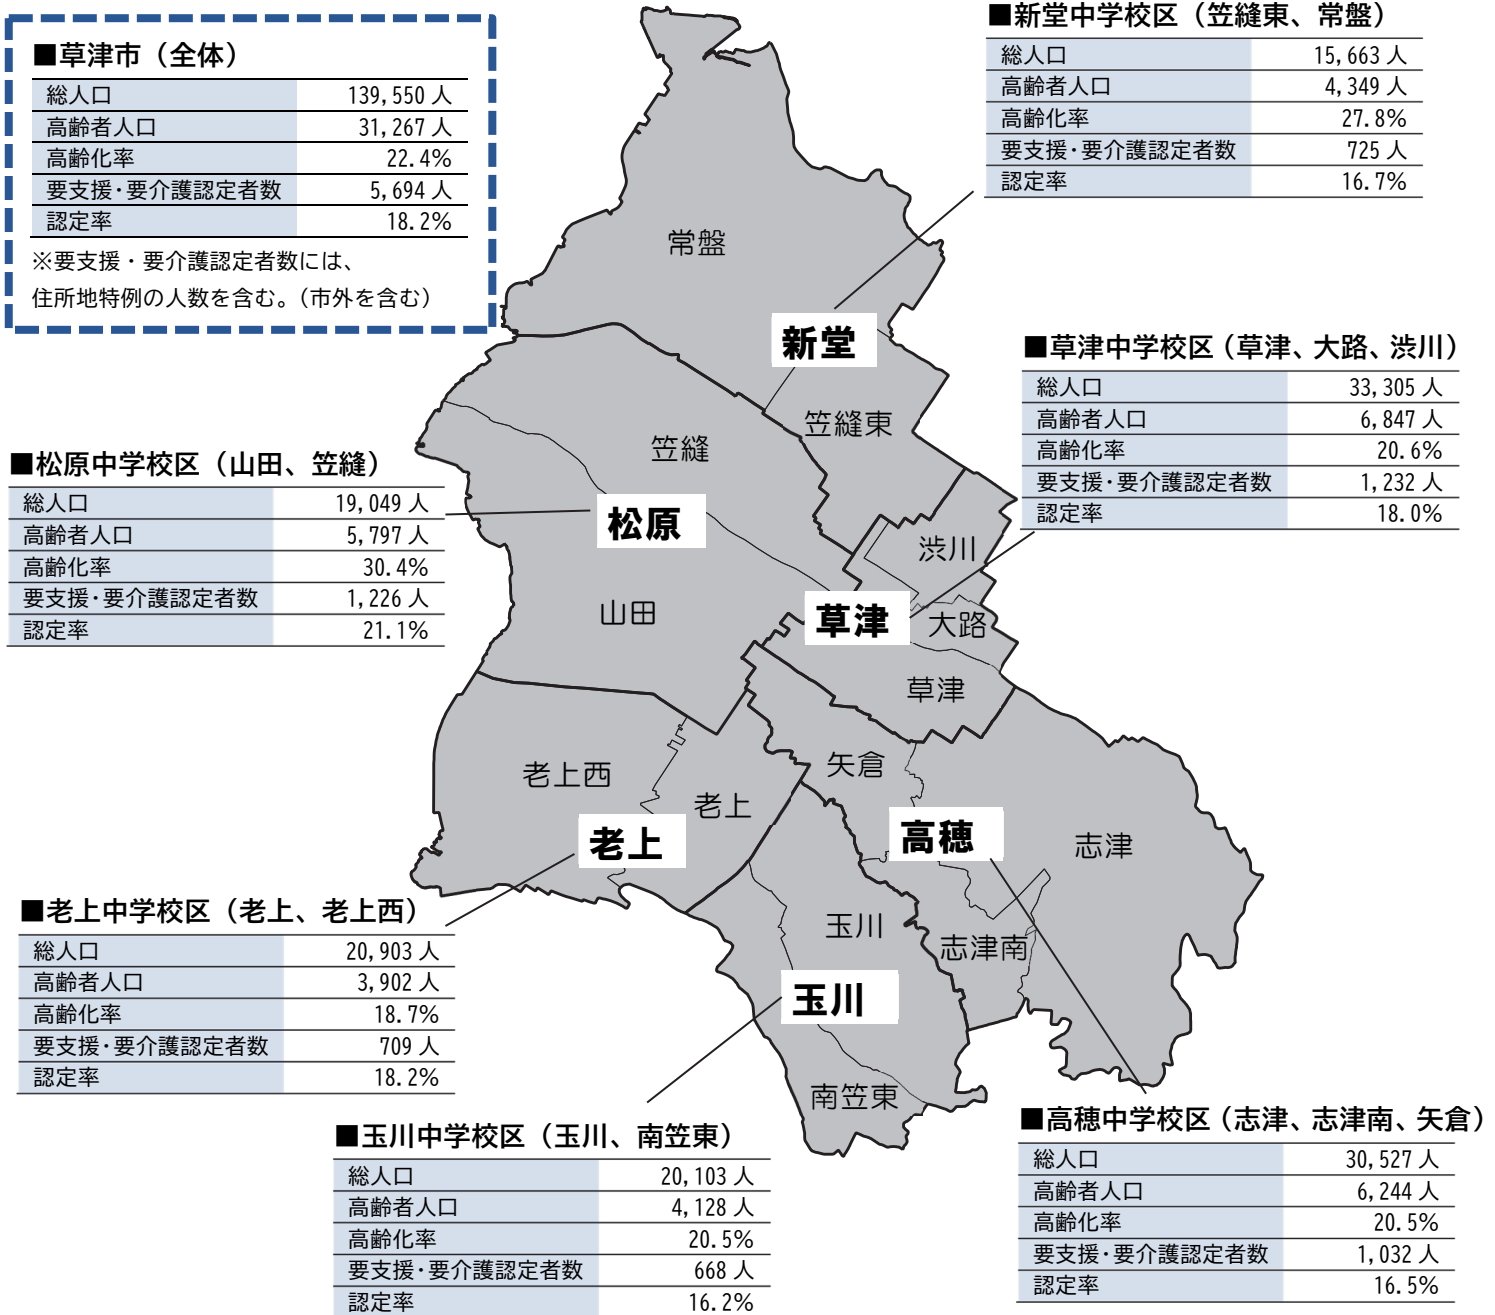 ■草津市（全体）
総人口 139,550 人
高齢者人口 31,267 人
高齢化率 22.4%
要支援・要介護認定者数 5,694 人
認定率 18.2%
※要支援・要介護認定者数には、
住所地特例の人数を含む。（市外を含む）
■新堂中学校区（笠縫東、常盤）
総人口 15,663 人
高齢者人口 4,349 人
高齢化率 27.8%
要支援・要介護認定者数 725 人
認定率 16.7%
■草津中学校区（草津、大路、渋川）
総人口 33,305 人
高齢者人口 6,847 人
高齢化率 20.6%
要支援・要介護認定者数 1,232 人
認定率 18.0%
■松原中学校区（山田、笠縫）
総人口 19,049 人
高齢者人口 5,797 人
高齢化率 30.4%
要支援・要介護認定者数 1,226 人
認定率 21.1%
常盤
新堂
笠縫東
笠縫
松原
渋川
山田
草津
大路
草津
矢倉
老上西
老上
老上
高穂
志津
玉川
志津南
玉川
南笠東
■老上中学校区（老上、老上西）
総人口 20,903 人
高齢者人口 3,902 人
高齢化率 18.7%
要支援・要介護認定者数 709 人
認定率 18.2%
■玉川中学校区（玉川、南笠東）
総人口 20,103 人
高齢者人口 4,128 人
高齢化率 20.5%
要支援・要介護認定者数 668 人
認定率 16.2%
■高穂中学校区（志津、志津南、矢倉）
総人口 30,527 人
高齢者人口 6,244 人
高齢化率 20.5%
要支援・要介護認定者数 1,032 人
認定率 16.5%